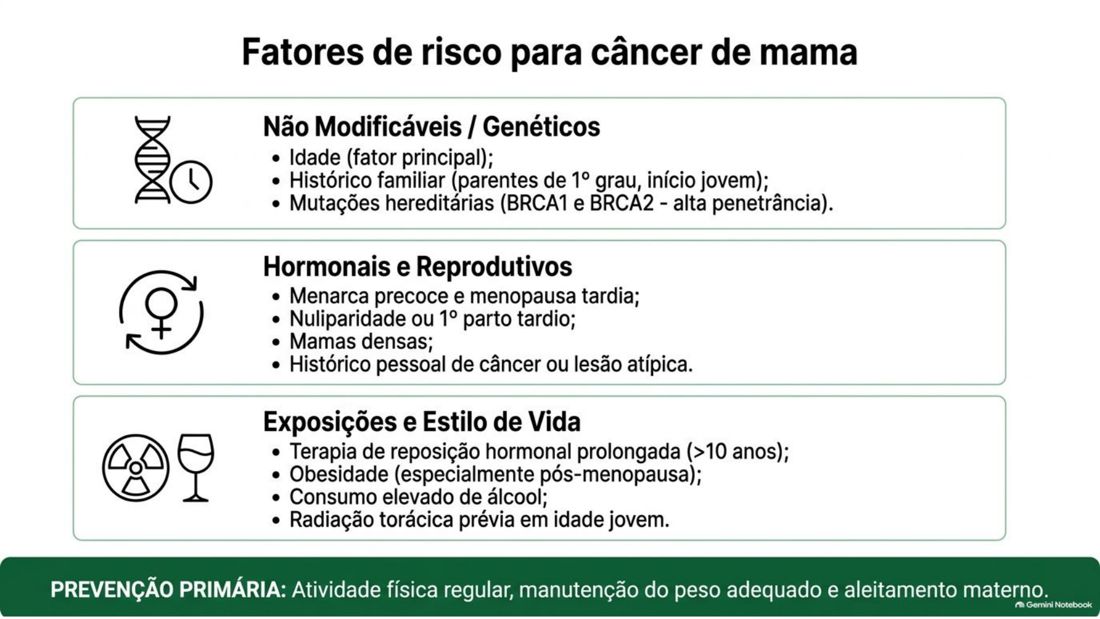 Fatores de risco para câncer de mama
Não Modificáveis / Genéticos
• Idade (fator principal);
• Histórico familiar (parentes de 1º grau, início jovem);
• Mutações hereditárias (BRCA1 e BRCA2 - alta penetrância).
Hormonais e Reprodutivos
• Menarca precoce e menopausa tardia;
• Nuliparidade ou 1º parto tardio;
• Mamas densas;
• Histórico pessoal de câncer ou lesão atípica.
Exposições e Estilo de Vida
• Terapia de reposição hormonal prolongada (>10 anos);
• Obesidade (especialmente pós-menopausa);
• Consumo elevado de álcool;
• Radiação torácica prévia em idade jovem.
PREVENÇÃO PRIMÁRIA: Atividade física regular, manutenção do peso adequado e aleitamento materno.
Gemini Notebook